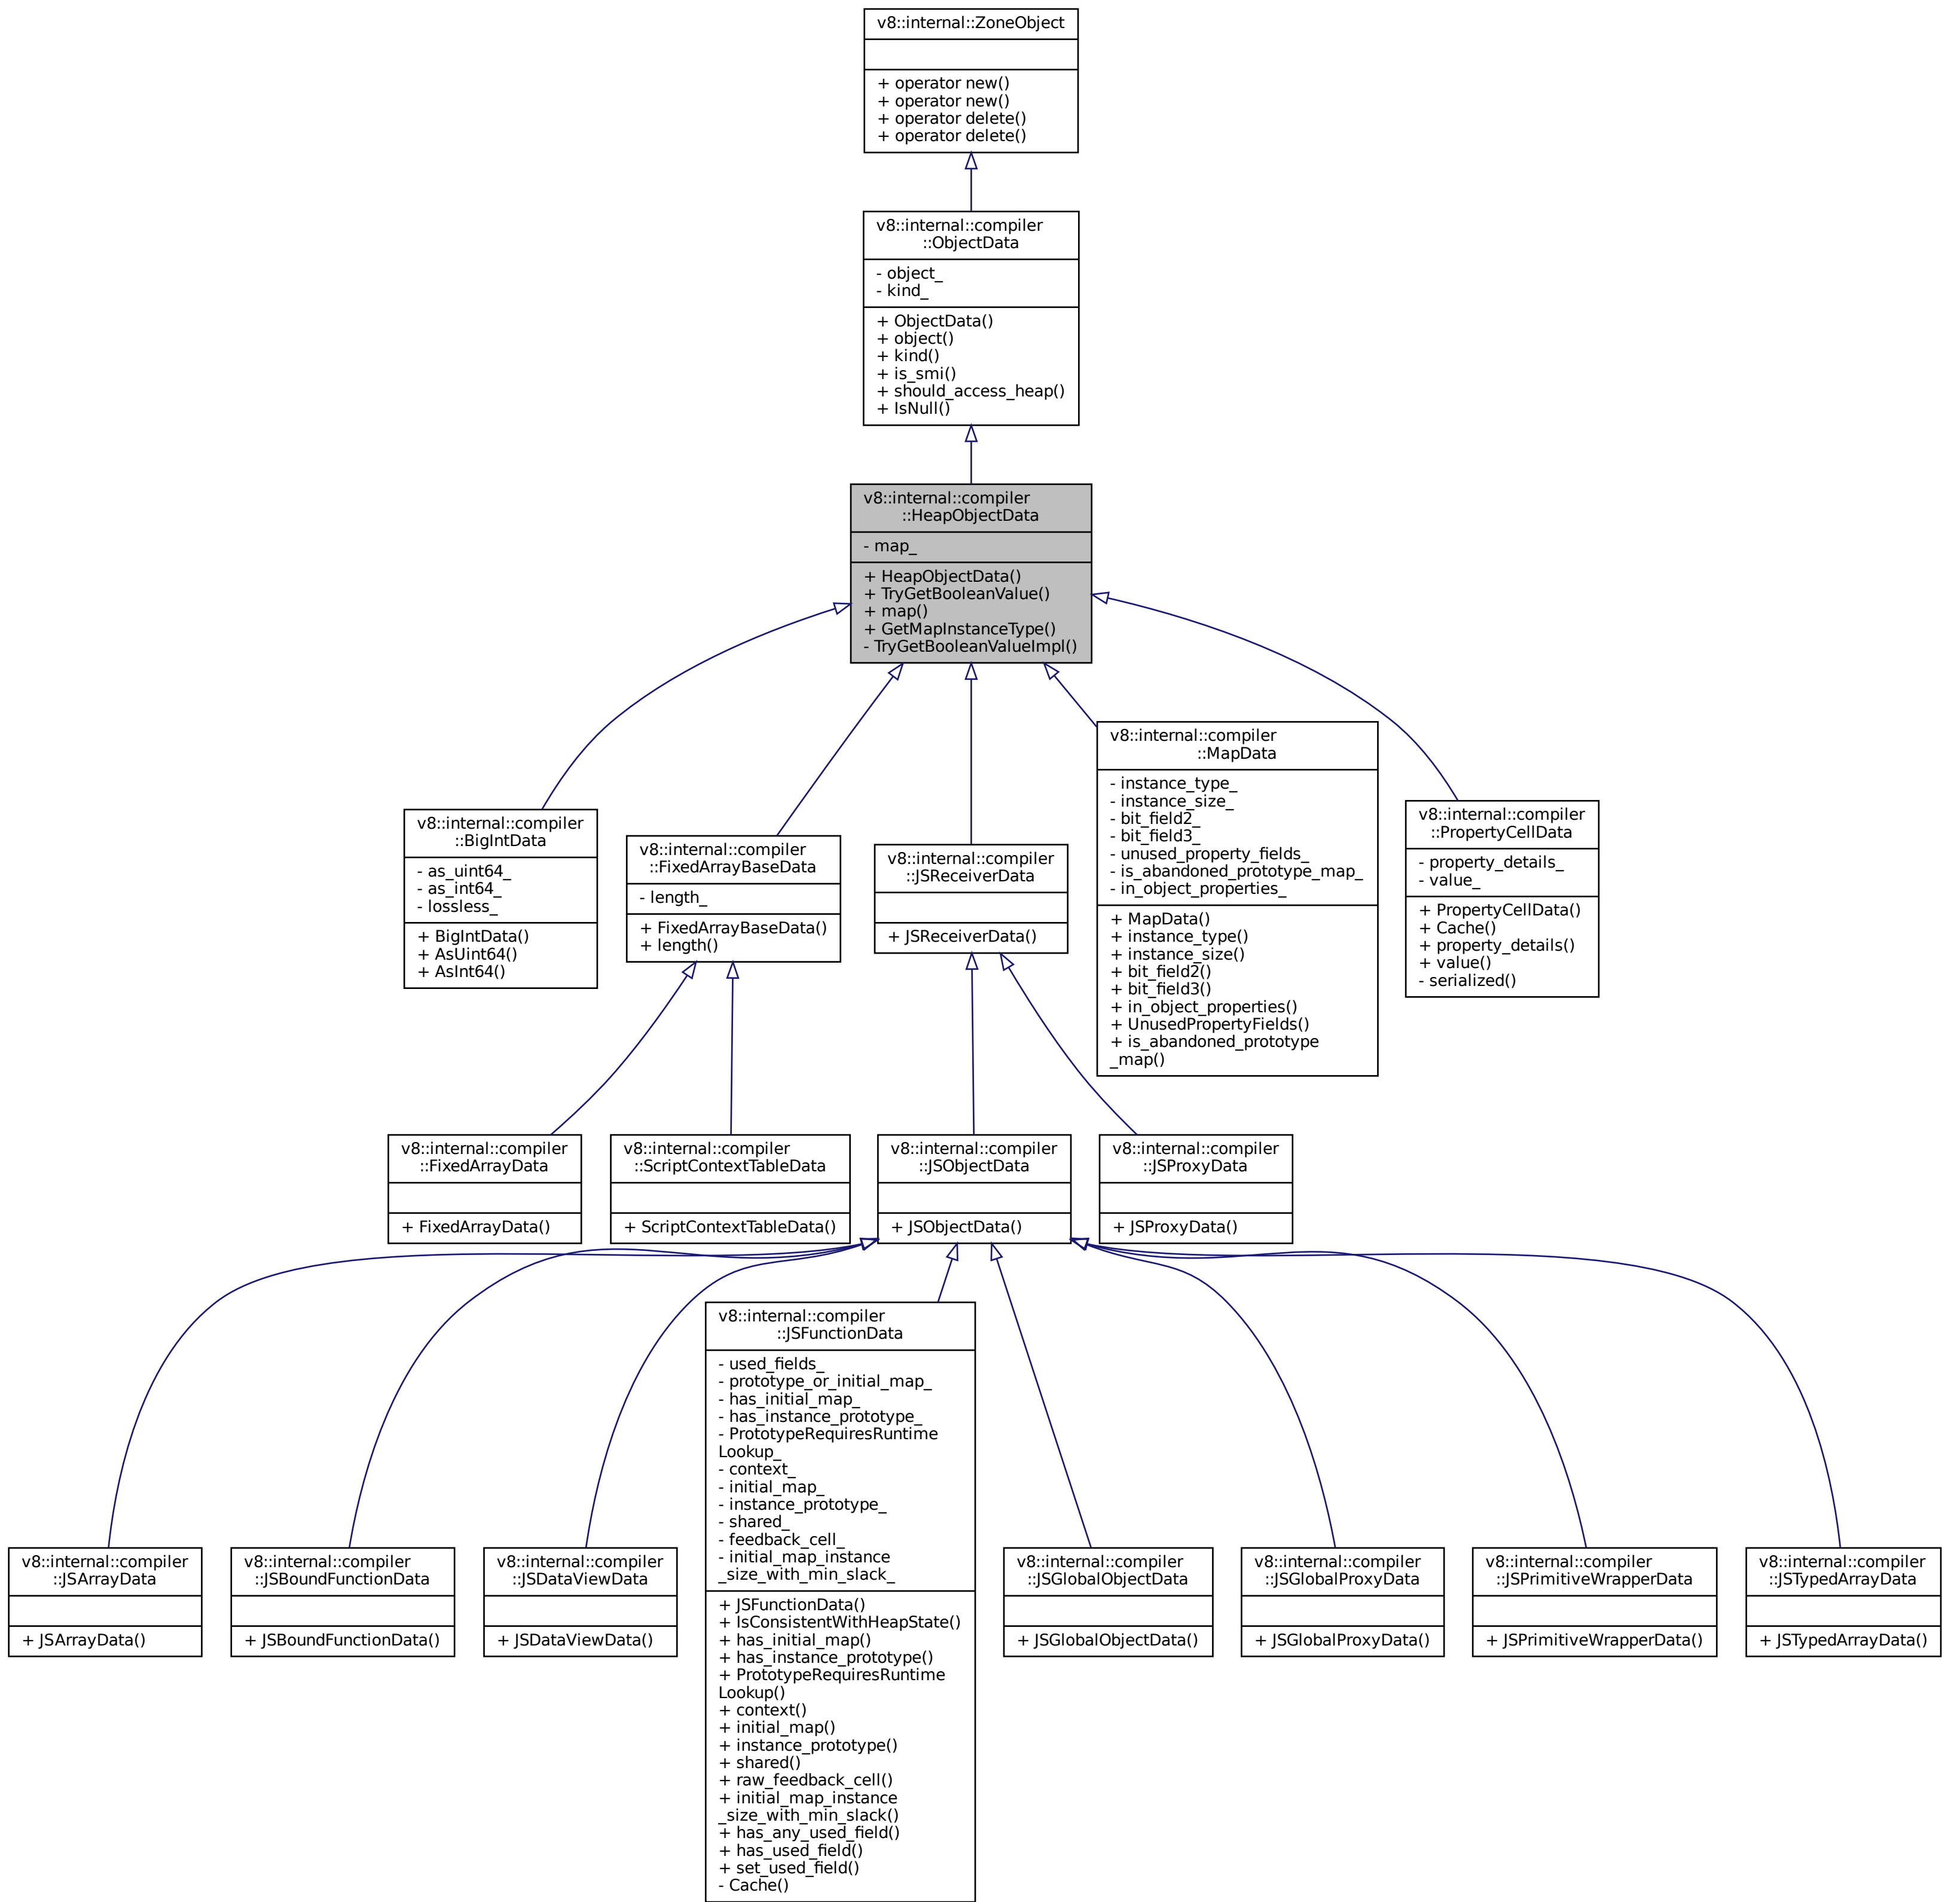 v8::internal::ZoneObject
+ operator new()
+ operator new()
+ operator delete()
+ operator delete()
v8::internal::compiler
::ObjectData
- object_
- kind_
+ ObjectData()
+ object()
+ kind()
+ is_smi()
+ should_access_heap()
+ IsNull()
v8::internal::compiler
::HeapObjectData
- map_
+ HeapObjectData()
+ TryGetBooleanValue()
+ map()
+ GetMapInstanceType()
- TryGetBooleanValueImpl()
v8::internal::compiler
::BigIntData
- as_uint64_
- as_int64_
- lossless_
+ BigIntData()
+ AsUint64()
+ AsInt64()
v8::internal::compiler
::FixedArrayBaseData
- length_
+ FixedArrayBaseData()
+ length()
v8::internal::compiler
::JSReceiverData
+ JSReceiverData()
v8::internal::compiler
::MapData
- instance_type_
- instance_size_
- bit_field2_
- bit_field3_
- unused_property_fields_
- is_abandoned_prototype_map_
- in_object_properties_
+ MapData()
+ instance_type()
+ instance_size()
+ bit_field2()
+ bit_field3()
+ in_object_properties()
+ UnusedPropertyFields()
+ is_abandoned_prototype
_map()
v8::internal::compiler
::PropertyCellData
- property_details_
- value_
+ PropertyCellData()
+ Cache()
+ property_details()
+ value()
- serialized()
v8::internal::compiler
::FixedArrayData
+ FixedArrayData()
v8::internal::compiler
::ScriptContextTableData
+ ScriptContextTableData()
v8::internal::compiler
::JSObjectData
+ JSObjectData()
v8::internal::compiler
::JSProxyData
+ JSProxyData()
v8::internal::compiler
::JSArrayData
+ JSArrayData()
v8::internal::compiler
::JSBoundFunctionData
+ JSBoundFunctionData()
v8::internal::compiler
::JSDataViewData
+ JSDataViewData()
v8::internal::compiler
::JSFunctionData
- used_fields_
- prototype_or_initial_map_
- has_initial_map_
- has_instance_prototype_
- PrototypeRequiresRuntime
Lookup_
- context_
- initial_map_
- instance_prototype_
- shared_
- feedback_cell_
- initial_map_instance
_size_with_min_slack_
+ JSFunctionData()
+ IsConsistentWithHeapState()
+ has_initial_map()
+ has_instance_prototype()
+ PrototypeRequiresRuntime
Lookup()
+ context()
+ initial_map()
+ instance_prototype()
+ shared()
+ raw_feedback_cell()
+ initial_map_instance
_size_with_min_slack()
+ has_any_used_field()
+ has_used_field()
+ set_used_field()
- Cache()
v8::internal::compiler
::JSGlobalObjectData
+ JSGlobalObjectData()
v8::internal::compiler
::JSGlobalProxyData
+ JSGlobalProxyData()
v8::internal::compiler
::JSPrimitiveWrapperData
+ JSPrimitiveWrapperData()
v8::internal::compiler
::JSTypedArrayData
+ JSTypedArrayData()